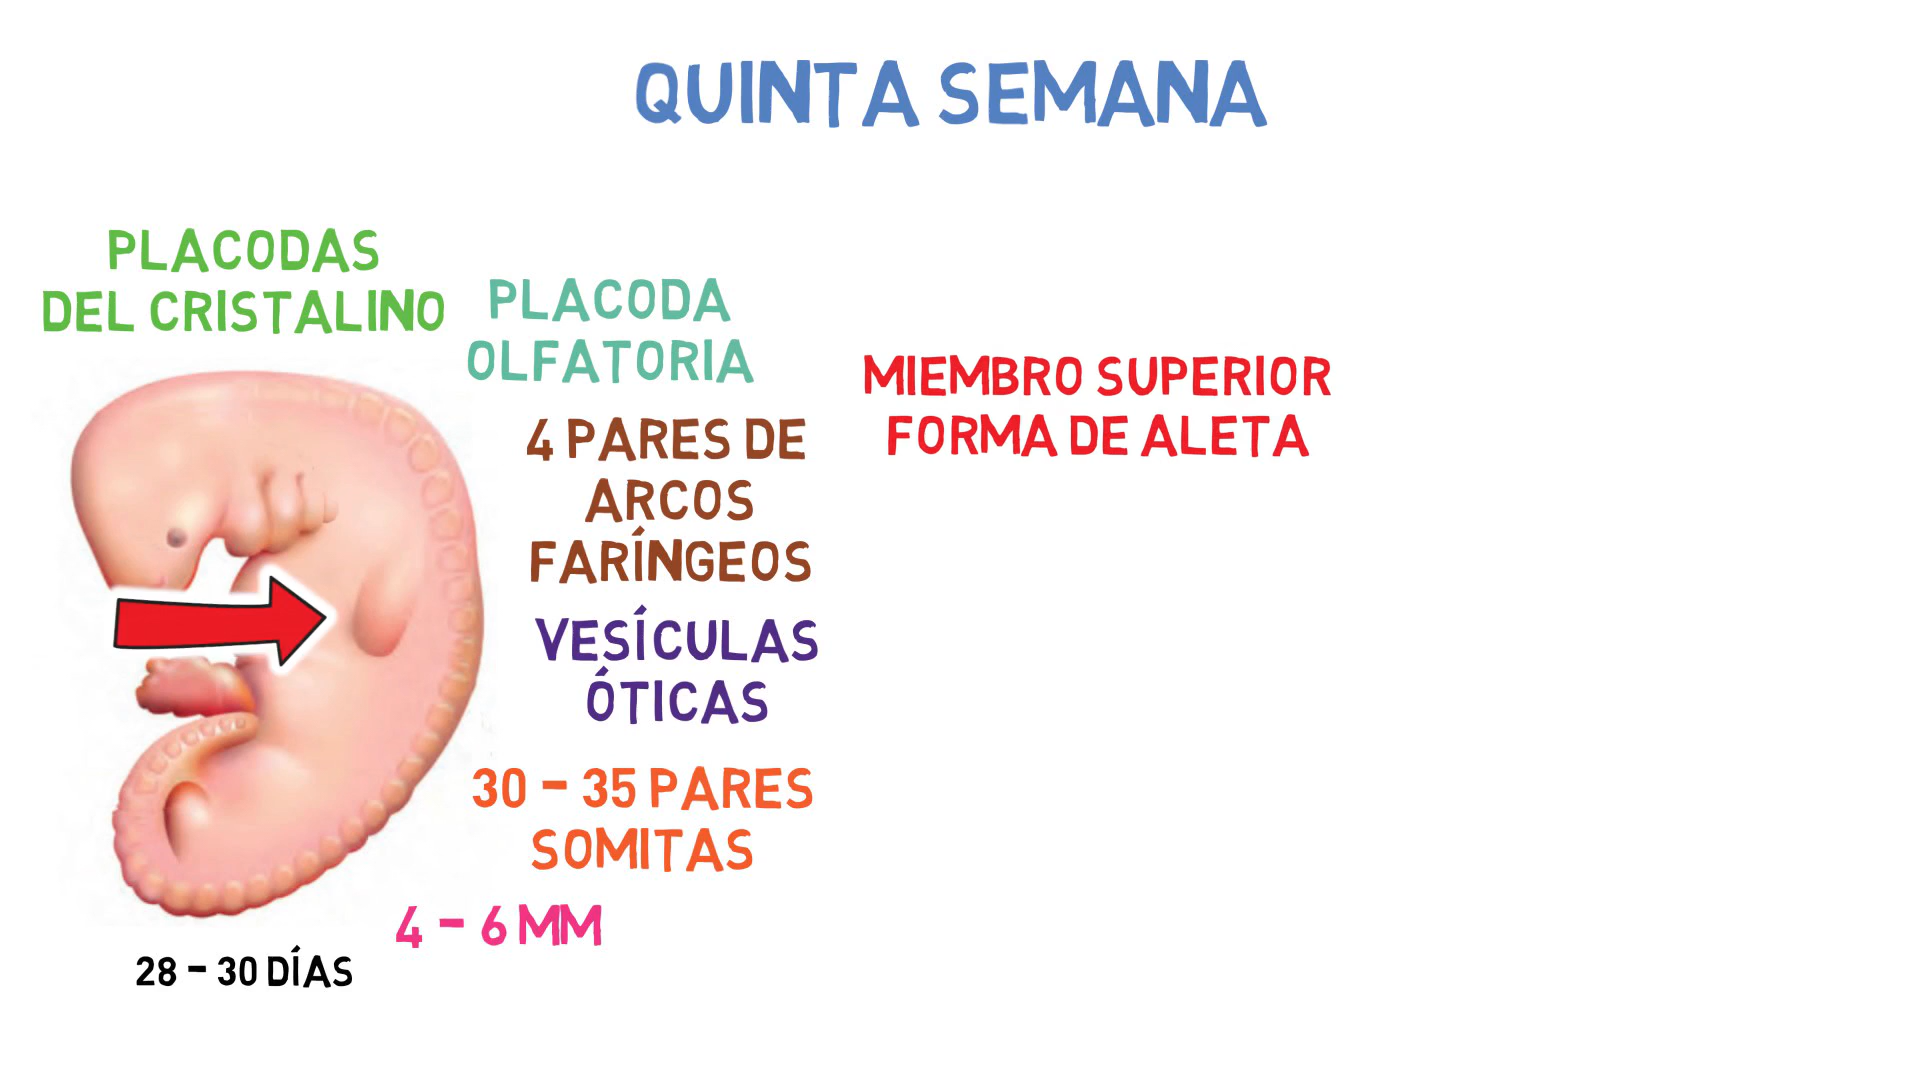 QUINTA SEMANA
PLACODAS
DEL CRISTALINO
PLACODA
OLFATORIA
4 PARES DE
ARCOS
FARÍNGEOS
VESÍCULAS
ÓTICAS
30 - 35 PARES
SOMITAS
4 - 6 MM
28 - 30 DÍAS
MIEMBRO SUPERIOR
FORMA DE ALETA